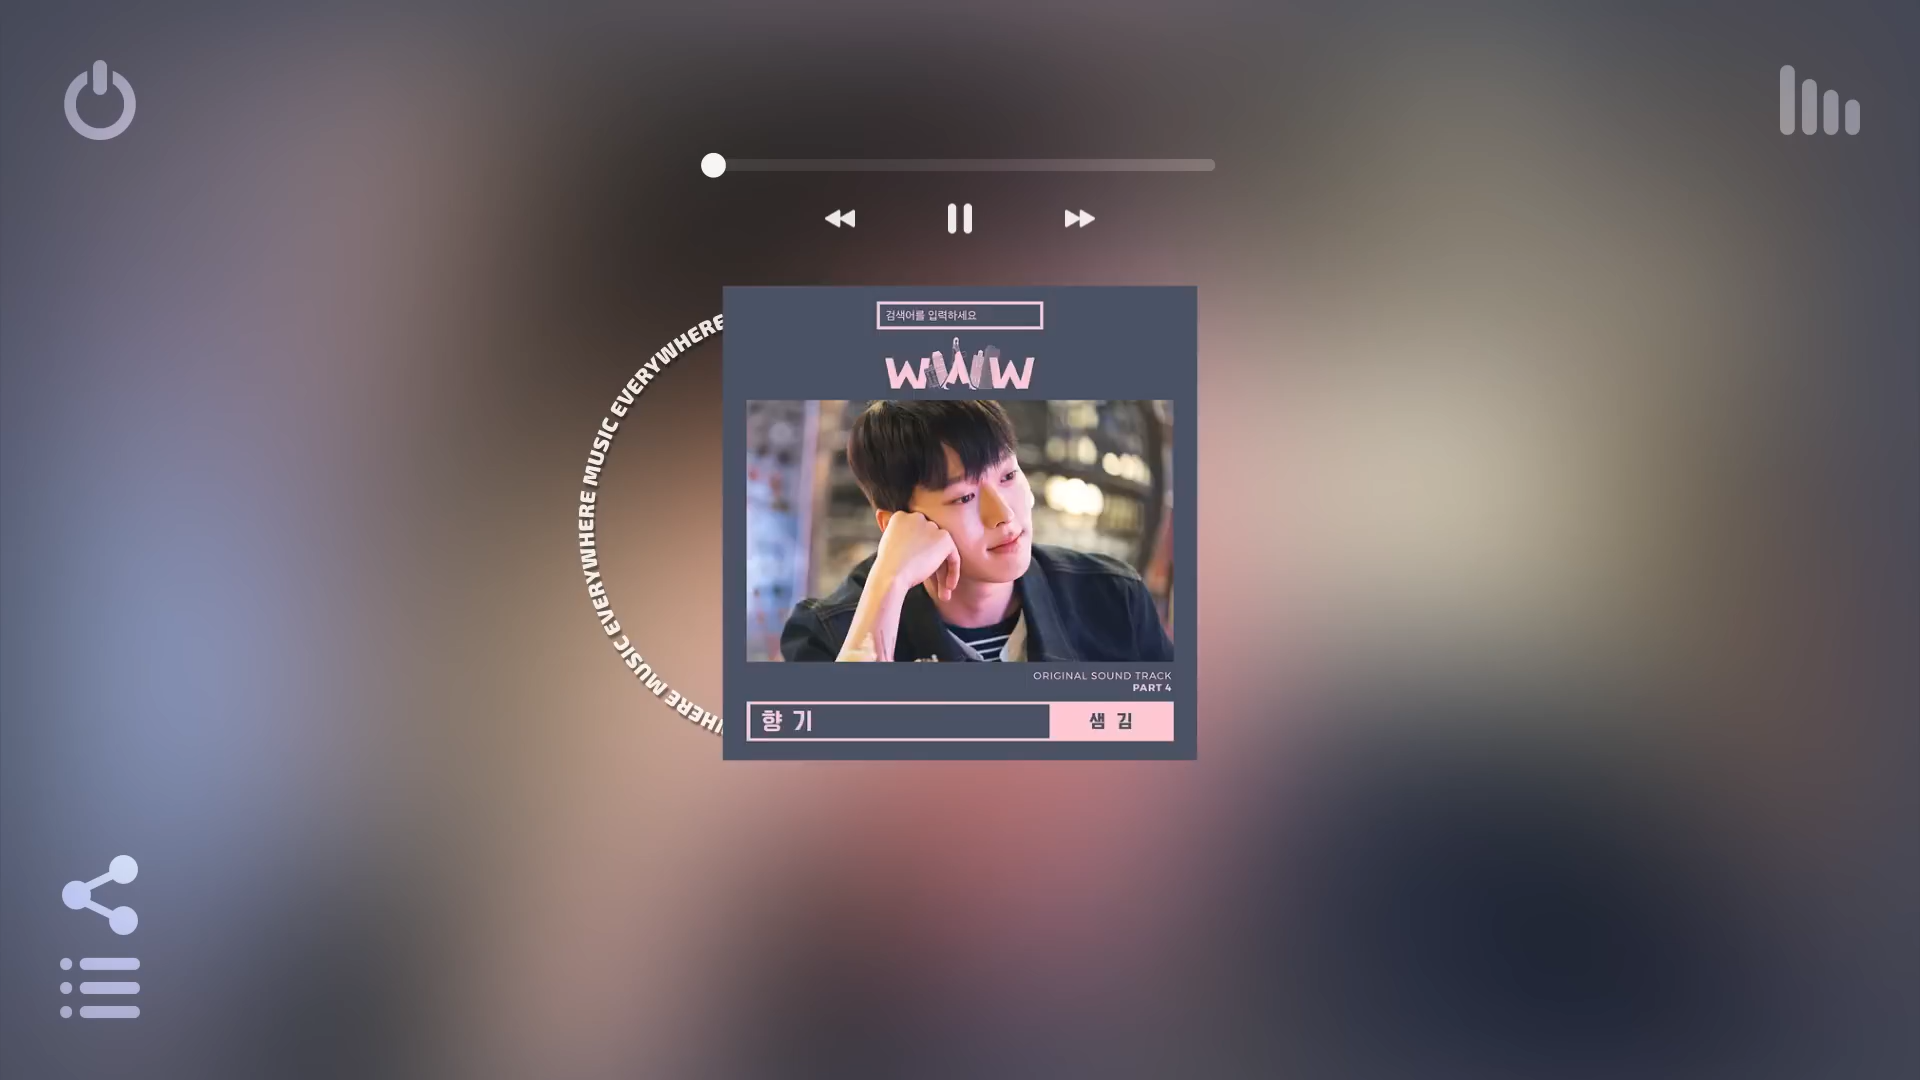 검색어를 입력하세요
WWW
EVERYWHERE MUSIC EVERYWHERE MUSIC EVERYWHERE
ORIGINAL SOUND TRACK
PART 4
향기
샘김